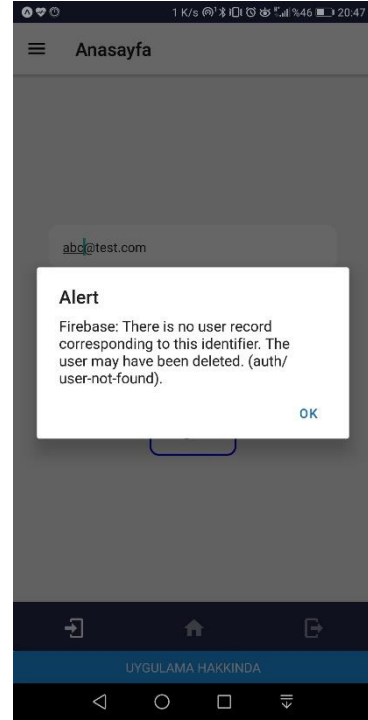 1 K/s %46 20:47
Anasayfa
abc@test.com
Alert
Firebase: There is no user record
corresponding to this identifier. The
user may have been deleted. (auth/
user-not-found).
OK
UYGULAMA HAKKINDA